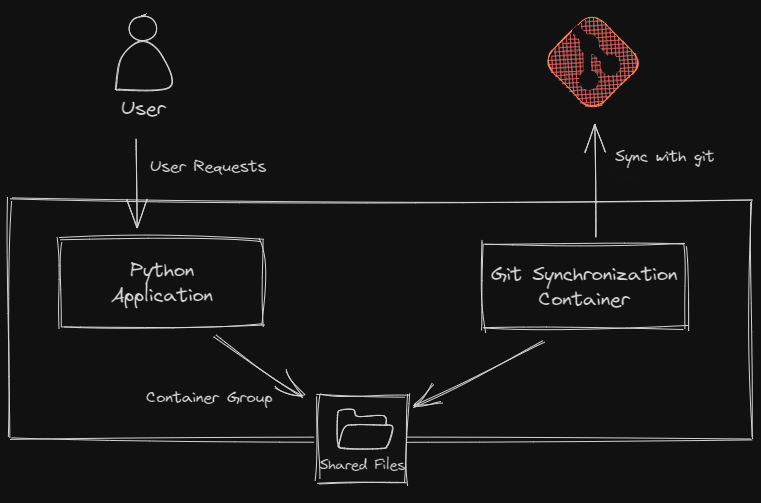 User
User Requests
Sync with git
Python
Application
Git Synchronization
Container
Container Group
Shared Files